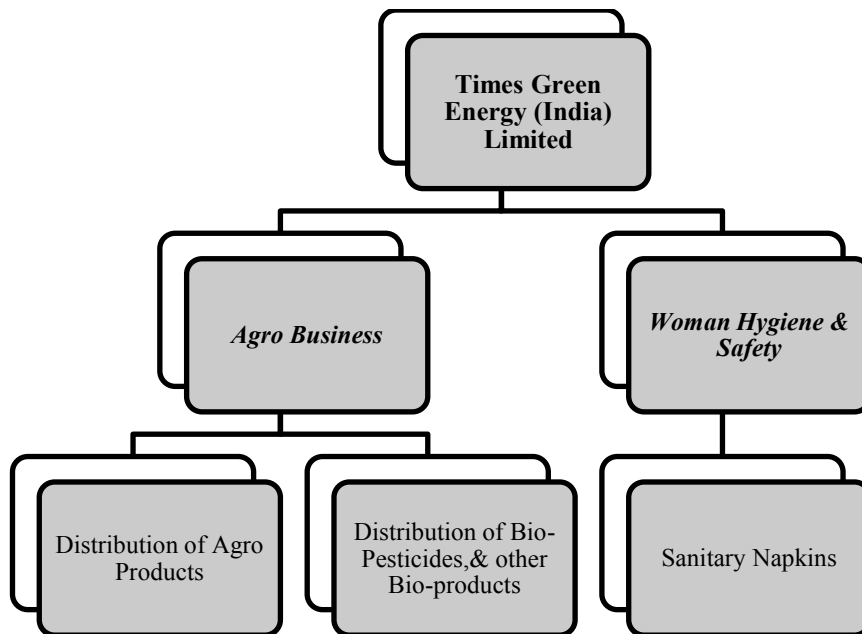 Times Green
Energy (India)
Limited
Agro Business
Woman Hygiene &
Safety
Distribution of Agro
Products
Distribution of Bio-
Pesticides,& other
Bio-products
Sanitary Napkins